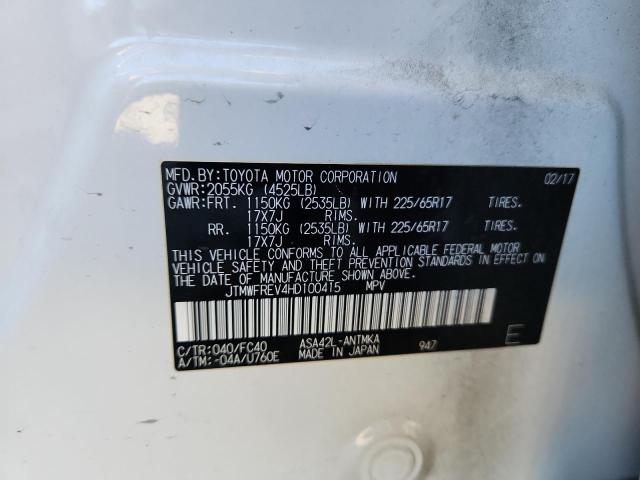 MFD.BY:TOYOTA MOTOR CORPORATION 02/17
GVWR:2055KG (4525LB)
GAWR:FRT. 1150KG (2535LB) WITH 225/65R17 TIRES.
17X7J RIMS.
RR. 1150KG (2535LB) WITH 225/65R17 TIRES.
17X7J RIMS.
THIS VEHICLE CONFORMS TO ALL APPLICABLE FEDERAL MOTOR
VEHICLE SAFETY AND THEFT PREVENTION STANDARDS IN EFFECT ON
THE DATE OF MANUFACTURE SHOWN ABOVE.
JTMWFREV4HD100415 MPV
C/TR:040/FC40 ASA42L-ANTMKA 947 E
A/TM:-04A/U760E MADE IN JAPAN